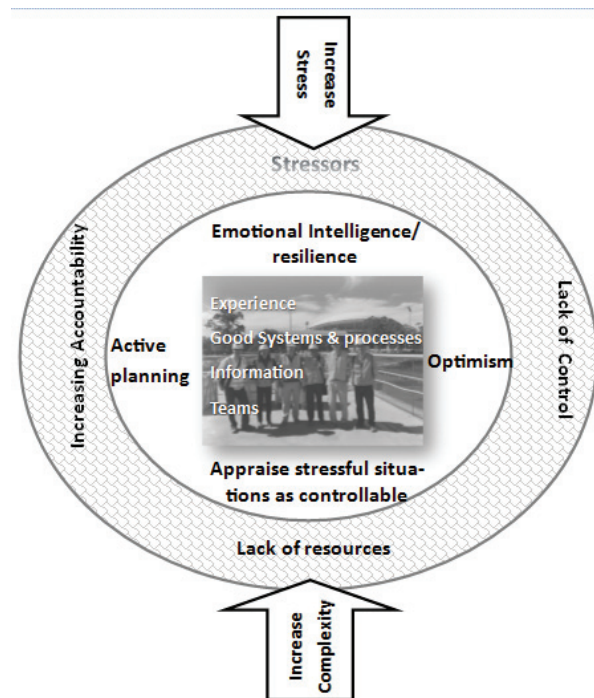 Increase
Stress
Stressors
Emotional Intelligence/
resilience
Increasing Accountability
Lack of Control
Experience
Good Systems & processes
Information
Teams
Active
planning
Optimism
Appraise stressful situa-
tions as controllable
Lack of resources
Increase
Complexity